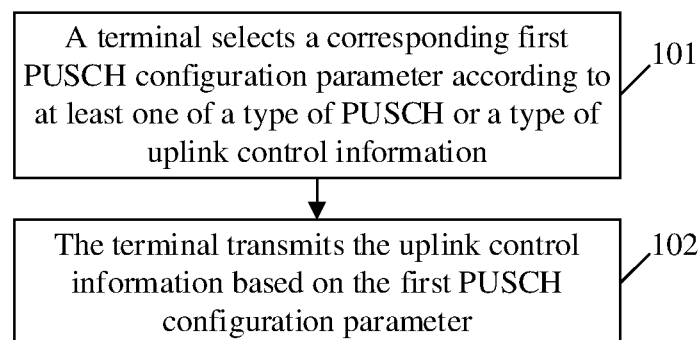 A terminal selects a corresponding first
PUSCH configuration parameter according to
at least one of a type of PUSCH or a type of
uplink control information
101
The terminal transmits the uplink control
information based on the first PUSCH
configuration parameter
102